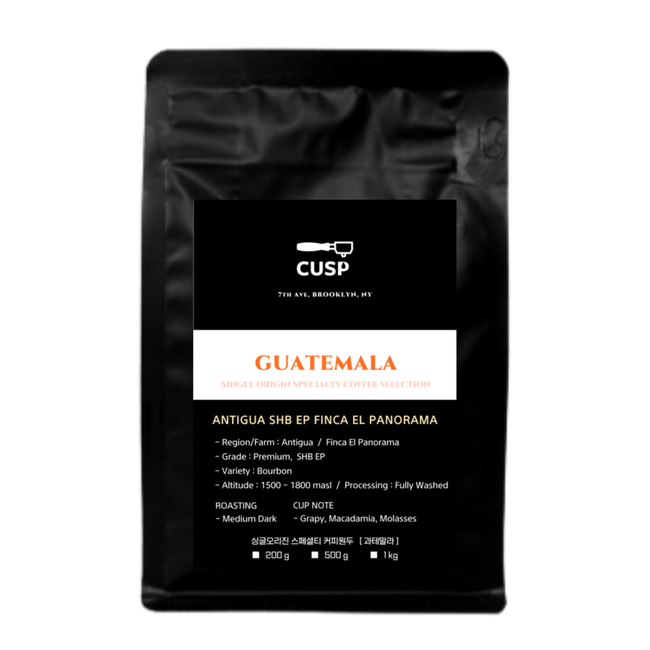 CUSP
7TH AVE, BROOKLYN, NY
GUATEMALA
SINGLE ORIGIN SPECIALTY COFFEE SELECTION
ANTIGUA SHB EP FINCA EL PANORAMA
- Region/Farm : Antigua / Finca El Panorama
- Grade : Premium, SHB EP
- Variety : Bourbon
- Altitude : 1500 - 1800 masl / Processing : Fully Washed
ROASTING CUP NOTE
- Medium Dark - Grapy, Macadamia, Molasses
싱글오리진 스페셜티 커피원두 [ 과테말라 ]
200 g 500 g 1 kg